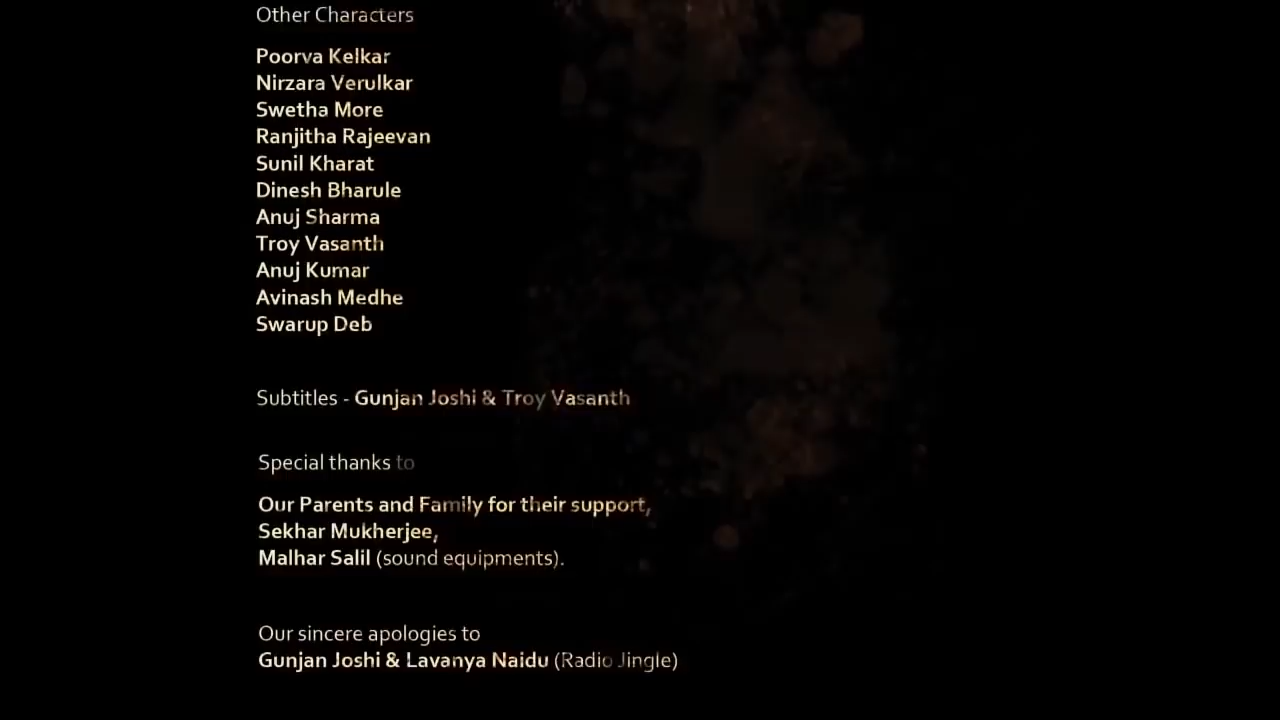 Other Characters
Poorva Kelkar
Nirzara Verulkar
Swetha More
Ranjitha Rajeevan
Sunil Kharat
Dinesh Bharule
Anuj Sharma
Troy Vasanth
Anuj Kumar
Avinash Medhe
Swarup Deb
Subtitles - Gunjan Joshi & Troy Vasanth
Special thanks to
Our Parents and Family for their support,
Sekhar Mukherjee,
Malhar Salil (sound equipments).
Our sincere apologies to
Gunjan Joshi & Lavanya Naidu (Radio Jingle)